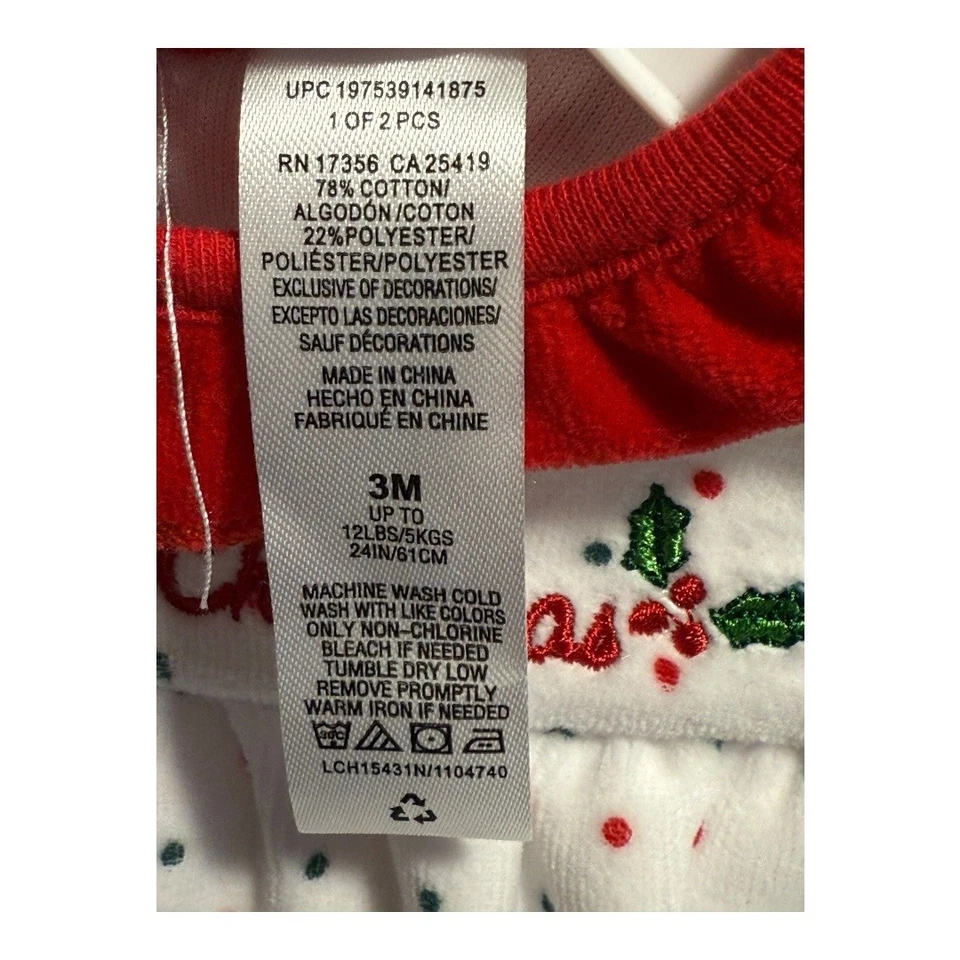 UPC 197539141875
1 OF 2 PCS
RN 17356 CA 25419
78% COTTON/
ALGODÓN/COTON
22%POLYESTER/
POLIÉSTER/POLYESTER
EXCLUSIVE OF DECORATIONS/
EXCEPTO LAS DECORACIONES/
SAUF DÉCORATIONS
MADE IN CHINA
HECHO EN CHINA
FABRIQUÉ EN CHINE
3M
UP TO
12LBS/5KGS
24IN/61CM
as
MACHINE WASH COLD
WASH WITH LIKE COLORS
ONLY NON–CHLORINE
BLEACH IF NEEDED
TUMBLE DRY LOW
REMOVE PROMPTLY
WARM IRON IF NEEDED
30C
LCH15431N/1104740